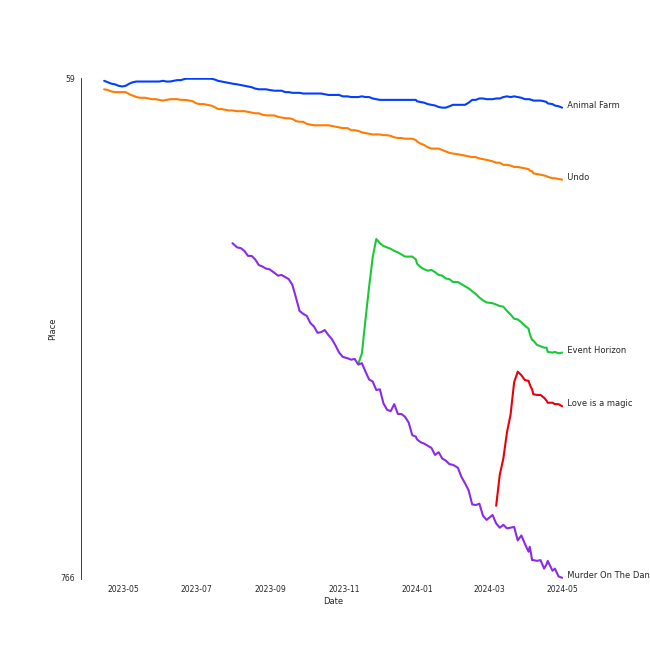 59
Animal Farm
Undo
Place
Event Horizon
Love is a magic
766
Murder On The Dan
2023-05 2023-07 2023-09 2023-11 2024-01 2024-03 2024-05
Date